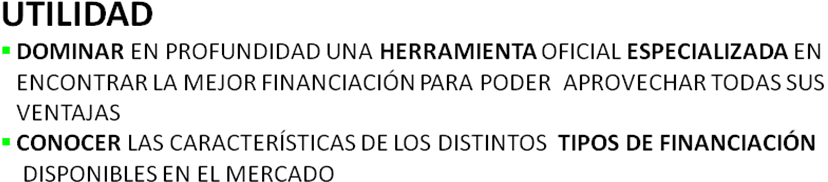 UTILIDAD
▪ DOMINAR EN PROFUNDIDAD UNA HERRAMIENTA OFICIAL ESPECIALIZADA EN
ENCONTRAR LA MEJOR FINANCIACIÓN PARA PODER APROVECHAR TODAS SUS
VENTAJAS
▪ CONOCER LAS CARACTERÍSTICAS DE LOS DISTINTOS TIPOS DE FINANCIACIÓN
DISPONIBLES EN EL MERCADO